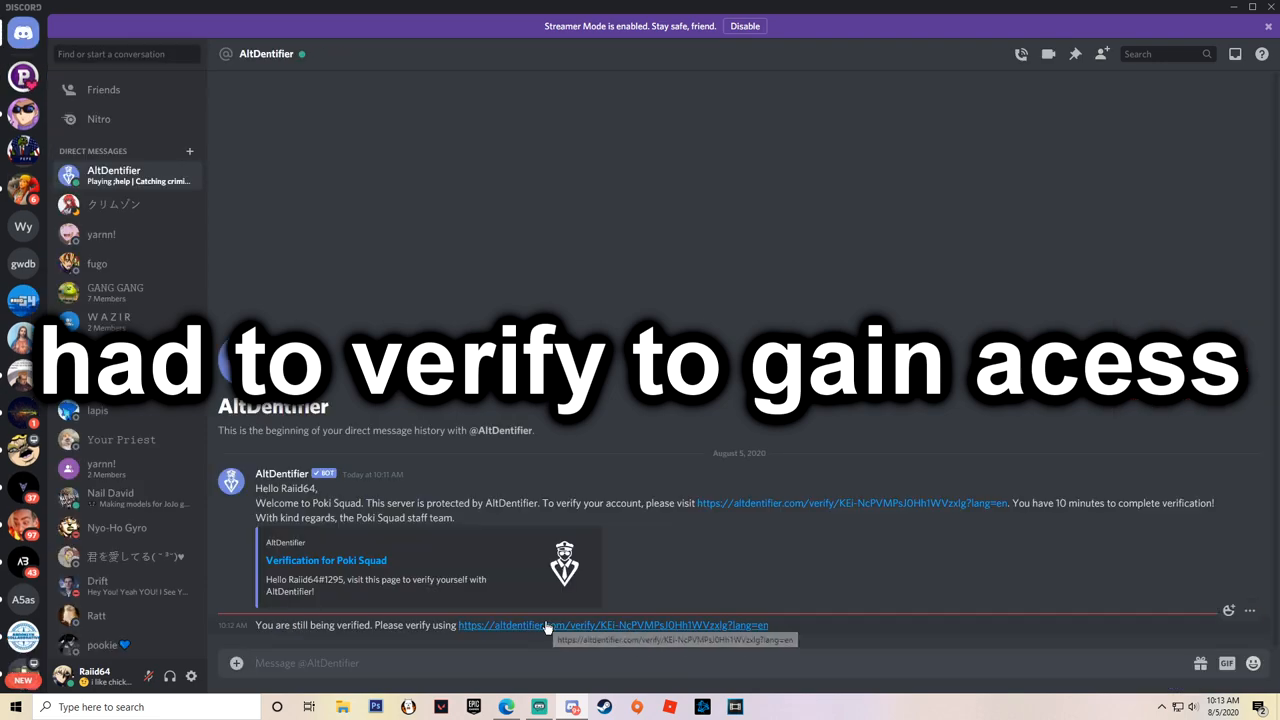 DISCORD
Streamer Mode is enabled. Stay safe, friend. Disable
Find or start a conversation
@ AltDentifier
Search
Friends
Nitro
DIRECT MESSAGES
AltDentifier
Playing ;help | Catching crimi...
クリムゾン
yarnn!
fugo
GANG GANG
7 Members
W A Z I R
2 Members
had to verify to gain acess
lapis
Your Priest
yarnn!
2 Members
Nail David
Making models for JoJo g...
Nyo-Ho Gyro
君を愛してる( ˘ ³˘)♥
Drift
Hey! Yeah YOU! I See Y...
Ratt
pookie 💙
Raiid64
i like chick...
Wy
gwdb
A5as
NEW
6
1
37
97
43
AltDentifier
This is the beginning of your direct message history with @AltDentifier.
August 5, 2020
AltDentifier BOT Today at 10:11 AM
Hello Raiid64,
Welcome to Poki Squad. This server is protected by AltDentifier. To verify your account, please visit https://altdentifier.com/verify/KEi-NcPVMPsJ0Hh1WVzxlg?lang=en. You have 10 minutes to complete verification!
With kind regards, the Poki Squad staff team.
AltDentifier
Verification for Poki Squad
Hello Raiid64#1295, visit this page to verify yourself with
AltDentifier!
10:12 AM You are still being verified. Please verify using https://altdentifier.com/verify/KEi-NcPVMPsJ0Hh1WVzxlg?lang=en
https://altdentifier.com/verify/KEi-NcPVMPsJ0Hh1WVzxlg?lang=en
Message @AltDentifier
GIF
Type here to search
10:13 AM
8/5/2020
2